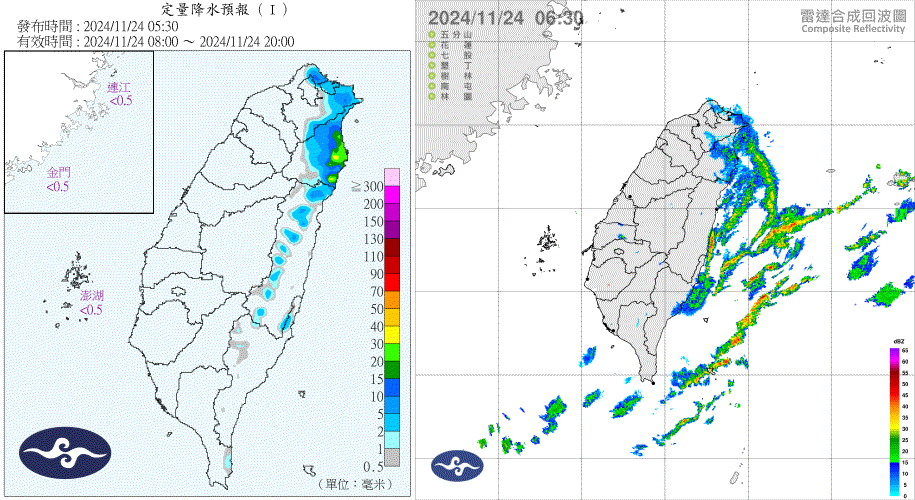 定量降水預報（Ⅰ）
發布時間：2024/11/24 05:30
有效時間：2024/11/24 08:00 ～ 2024/11/24 20:00
連江
<0.5
金門
<0.5
澎湖
<0.5
≧300
200
150
130
110
90
70
50
40
30
20
15
10
5
2
1
0.5
（單位：毫米）
2024/11/24 06:30
雷達合成回波圖
Composite Reflectivity
五分山
花蓮
七股
墾丁
樹林
南屯
林園
dBZ
65
60
55
50
45
40
35
30
25
20
15
10
5
0